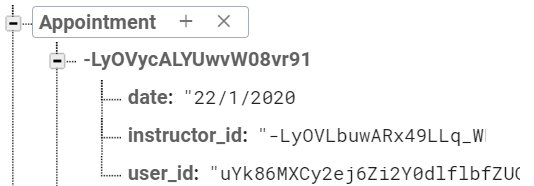 Appointment + ×
-LyOVycALYUwvW08vr91
date: "22/1/2020
instructor_id: "-LyOVLbuwARx49LLq_W
user_id: "uYk86MXCy2ej6Zi2Y0dlflbfZU